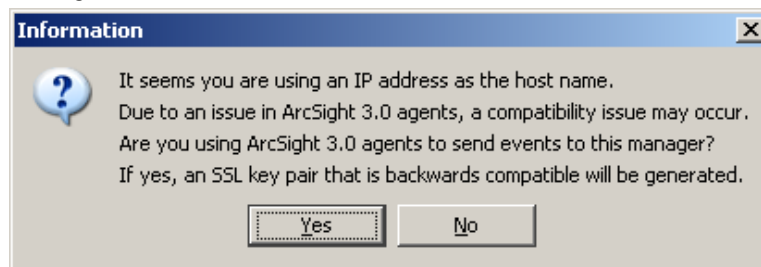 Information
It seems you are using an IP address as the host name.
Due to an issue in ArcSight 3.0 agents, a compatibility issue may occur.
Are you using ArcSight 3.0 agents to send events to this manager?
If yes, an SSL key pair that is backwards compatible will be generated.
Yes No